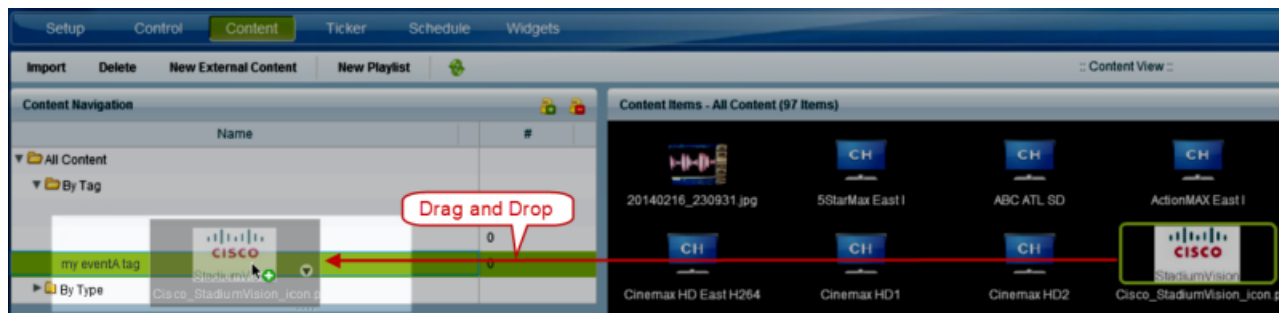 Setup Control Content Ticker Schedule Widgets
Import Delete New External Content New Playlist :: Content View ::
Content Navigation
Name #
All Content
By Tag
0
my eventA tag 0
By Type
CISCO
StadiumVision
Cisco_StadiumVision_icon.p
Drag and Drop
Content Items - All Content (97 Items)
CH CH CH
20140216_230931.jpg 5StarMax East I ABC ATL SD ActionMAX East I
CH CH CH CISCO
StadiumVision
Cinemax HD East H264 Cinemax HD1 Cinemax HD2 Cisco_StadiumVision_icon.p